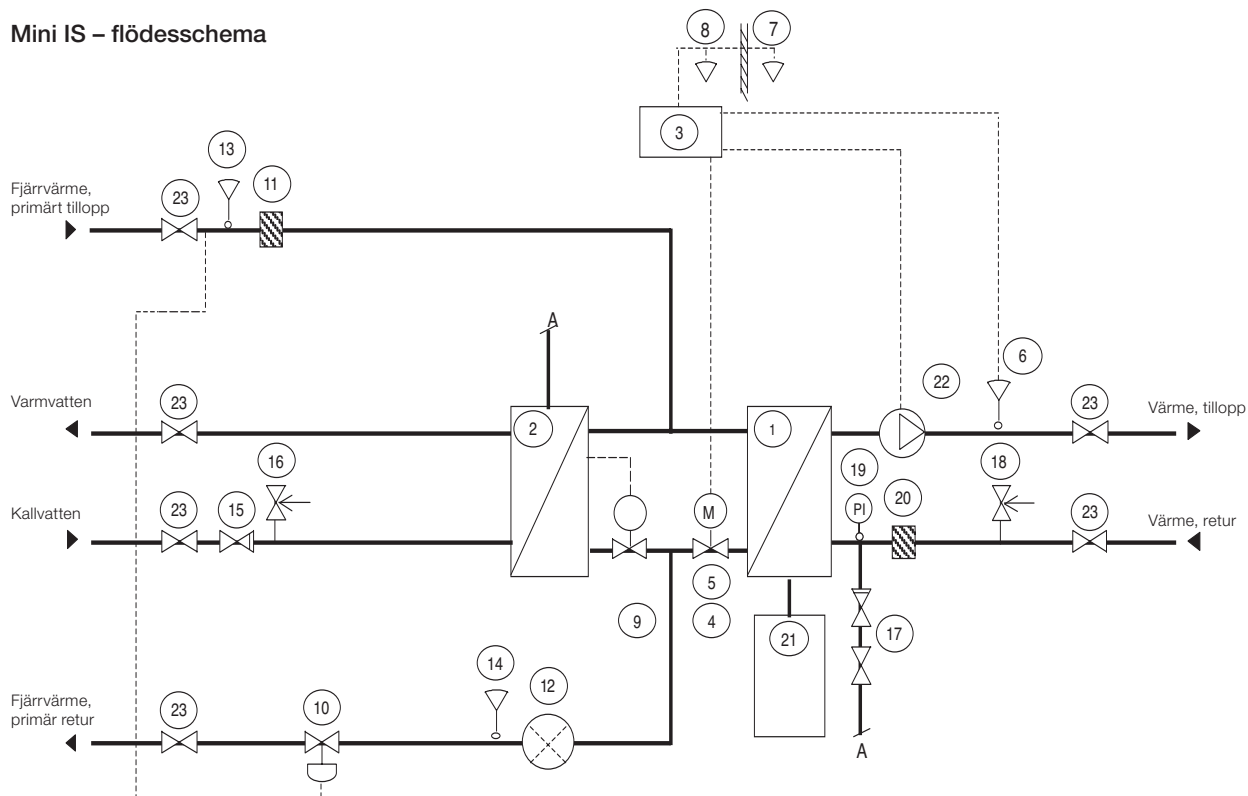 Mini IS – flödesschema
8
7
3
13
11
23
Fjärrvärme,
primärt tillopp
A
6
22
23
2
1
23
Varmvatten
Värme, tillopp
16
19
18
20
23
15
M
PI
23
Kallvatten
Värme, retur
5
9
4
21
17
14
12
23
10
Fjärrvärme,
primär retur
A